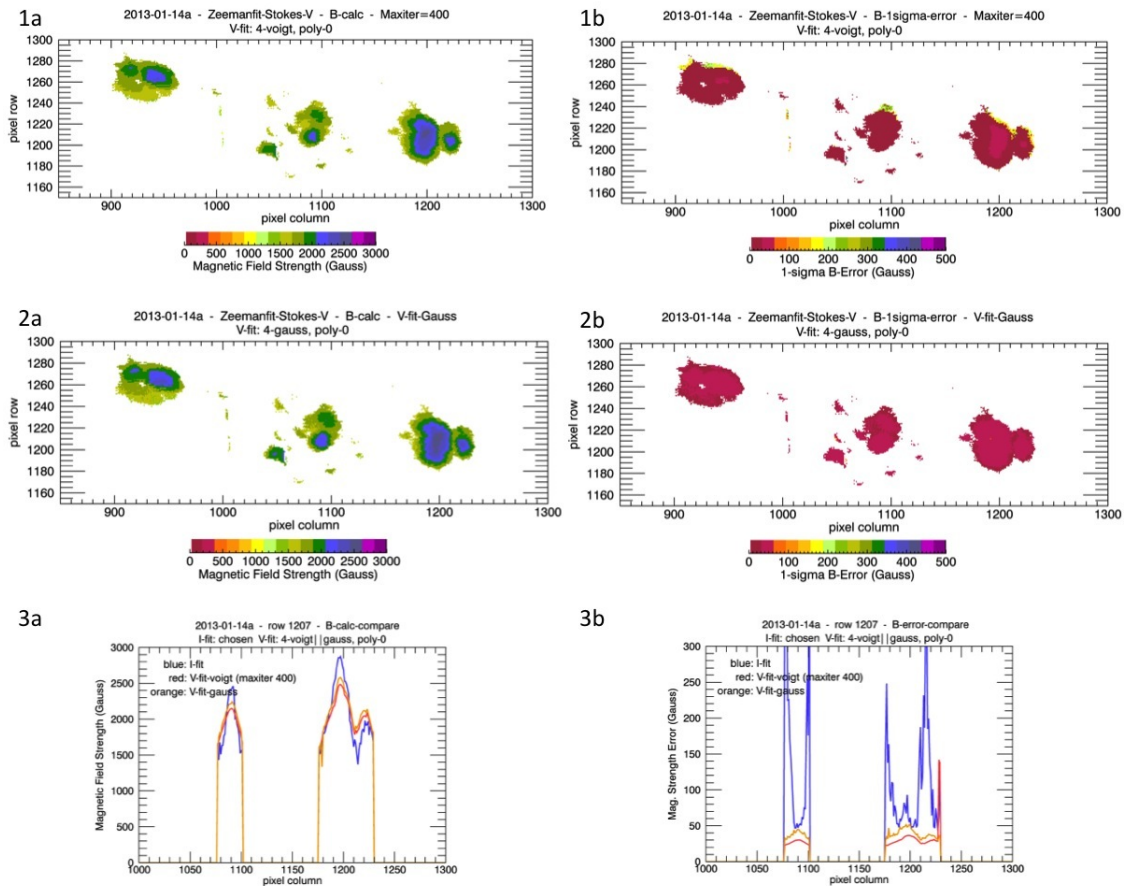 1a
2013-01-14a - Zeemanfit-Stokes-V - B-calc - Maxiter=400
V-fit: 4-voigt, poly-0
1300
1280
1260
1240
1220
1200
1180
1160
pixel row
900 1000 1100 1200 1300
pixel column
0 500 1000 1500 2000 2500 3000
Magnetic Field Strength (Gauss)
1b
2013-01-14a - Zeemanfit-Stokes-V - B-1sigma-error - Maxiter=400
V-fit: 4-voigt, poly-0
1300
1280
1260
1240
1220
1200
1180
1160
pixel row
900 1000 1100 1200 1300
pixel column
0 100 200 300 400 500
1-sigma B-Error (Gauss)
2a
2013-01-14a - Zeemanfit-Stokes-V - B-calc - V-fit-Gauss
V-fit: 4-gauss, poly-0
1300
1280
1260
1240
1220
1200
1180
1160
pixel row
900 1000 1100 1200 1300
pixel column
0 500 1000 1500 2000 2500 3000
Magnetic Field Strength (Gauss)
2b
2013-01-14a - Zeemanfit-Stokes-V - B-1sigma-error - V-fit-Gauss
V-fit: 4-gauss, poly-0
1300
1280
1260
1240
1220
1200
1180
1160
pixel row
900 1000 1100 1200 1300
pixel column
0 100 200 300 400 500
1-sigma B-Error (Gauss)
3a
2013-01-14a - row 1207 - B-calc-compare
I-fit: chosen V-fit: 4-voigt||gauss, poly-0
3000
2500
2000
1500
1000
500
0
Magnetic Field Strength (Gauss)
blue: I-fit
red: V-fit-voigt (maxiter 400)
orange: V-fit-gauss
1000 1050 1100 1150 1200 1250 1300
pixel column
3b
2013-01-14a - row 1207 - B-error-compare
I-fit: chosen V-fit: 4-voigt||gauss, poly-0
300
250
200
150
100
50
0
Mag. Strength Error (Gauss)
blue: I-fit
red: V-fit-voigt (maxiter 400)
orange: V-fit-gauss
1000 1050 1100 1150 1200 1250 1300
pixel column